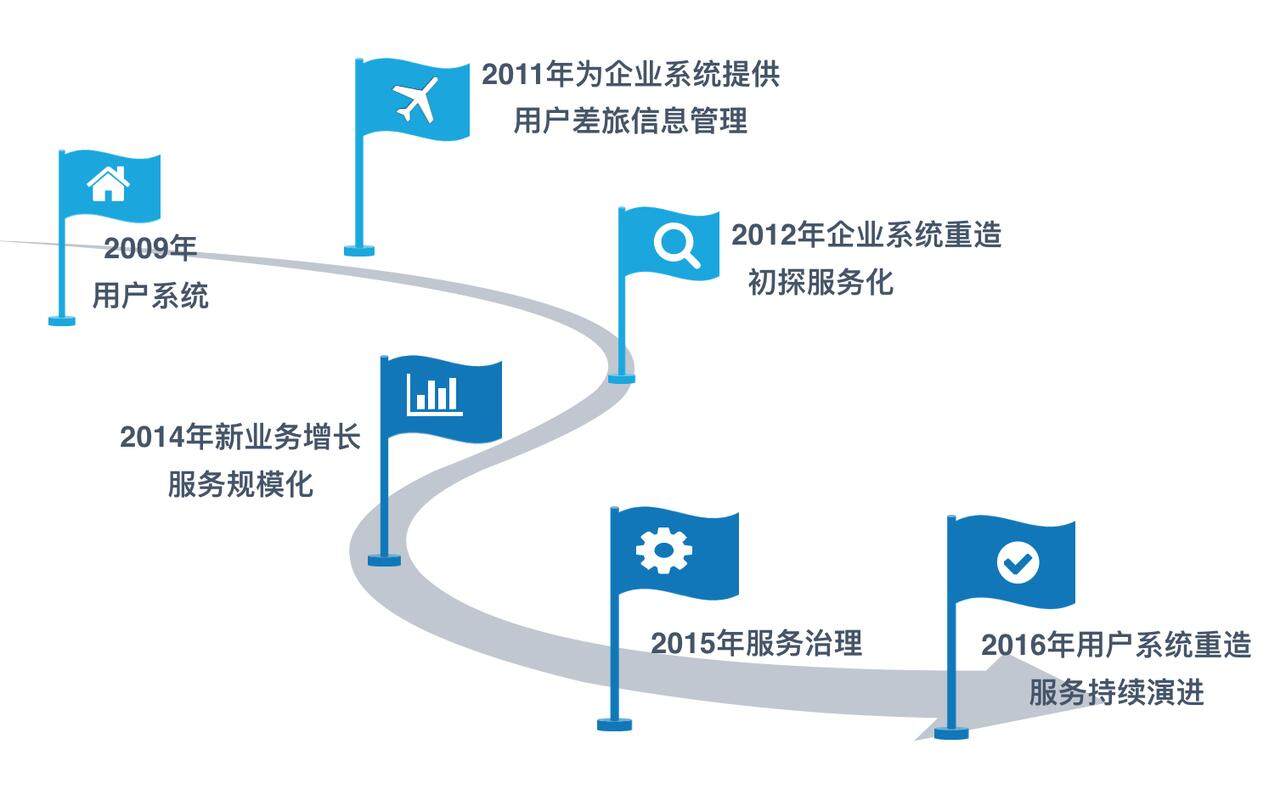 2009年
用户系统
2011年为企业系统提供
用户差旅信息管理
2012年企业系统重造
初探服务化
2014年新业务增长
服务规模化
2015年服务治理
2016年用户系统重造
服务持续演进